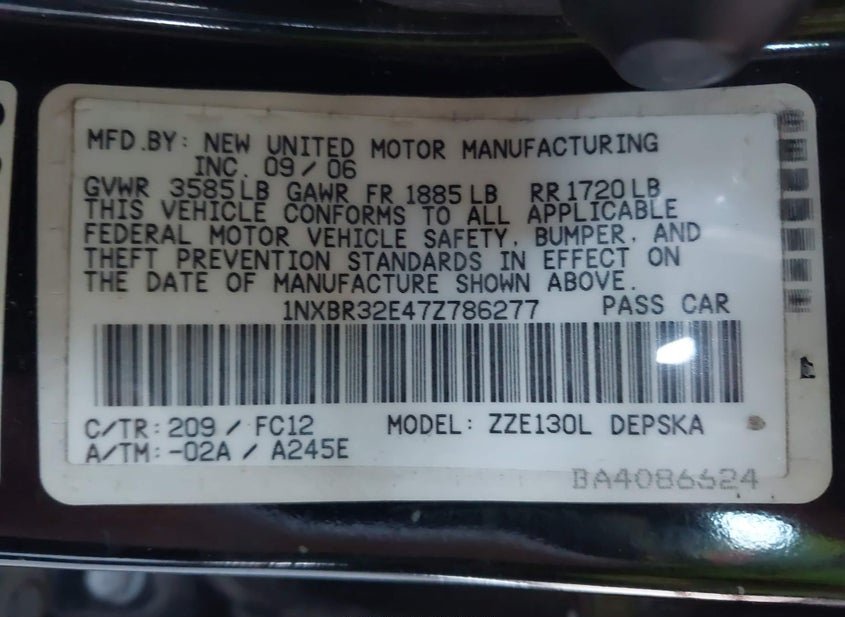 MFD.BY: NEW UNITED MOTOR MANUFACTURING
INC. 09/06
GVWR 3585LB GAWR FR 1885LB RR1720LB
THIS VEHICLE CONFORMS TO ALL APPLICABLE
FEDERAL MOTOR VEHICLE SAFETY, BUMPER, AND
THEFT PREVENTION STANDARDS IN EFFECT ON
THE DATE OF MANUFACTURE SHOWN ABOVE.
1NXBR32E47Z786277 PASS CAR
C/TR: 209 / FC12 MODEL: ZZE130L DEPSKA
A/TM: -02A / A245E
BA4086624